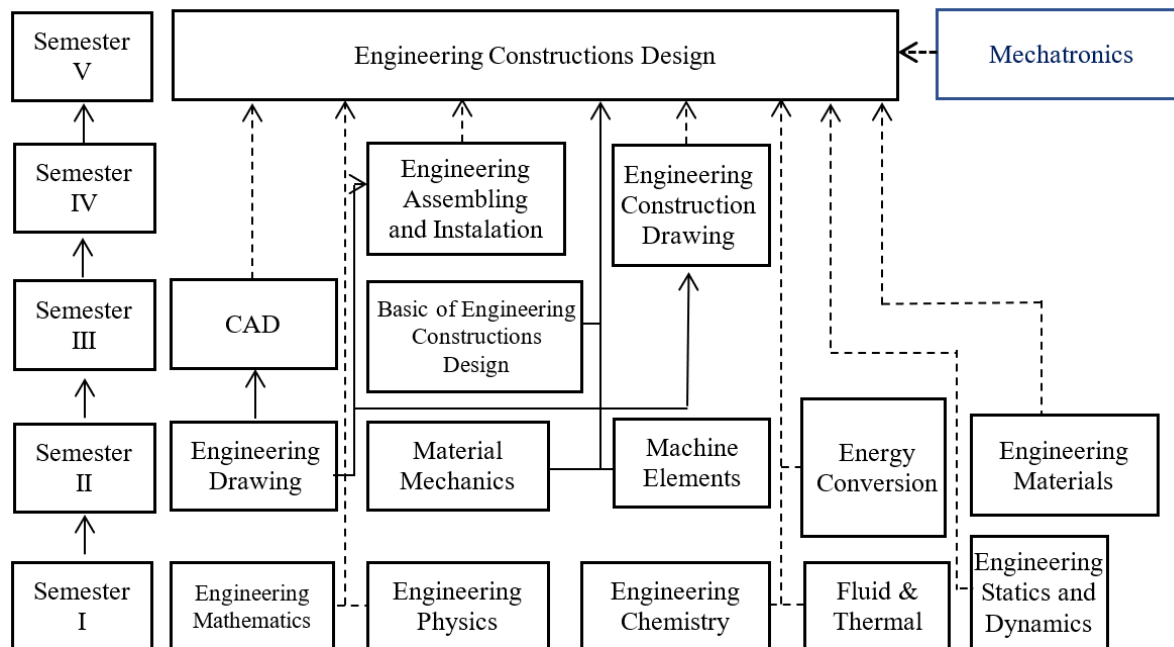 Semester
V
Engineering Constructions Design
Mechatronics
Semester
IV
Engineering
Assembling
and Instalation
Engineering
Construction
Drawing
Semester
III
CAD
Basic of Engineering
Constructions
Design
Semester
II
Engineering
Drawing
Material
Mechanics
Machine
Elements
Energy
Conversion
Engineering
Materials
Semester
I
Engineering
Mathematics
Engineering
Physics
Engineering
Chemistry
Fluid &
Thermal
Engineering
Statics and
Dynamics